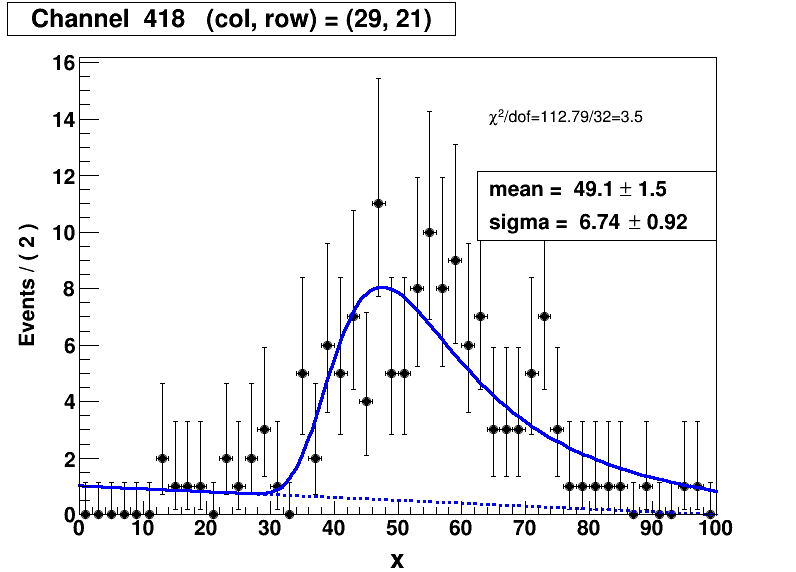 Channel 418 (col, row) = (29, 21)
16
14
12
10
8
6
4
2
0
Events / ( 2 )
χ²/dof=112.79/32=3.5
mean = 49.1 ± 1.5
sigma = 6.74 ± 0.92
0 10 20 30 40 50 60 70 80 90 100
x